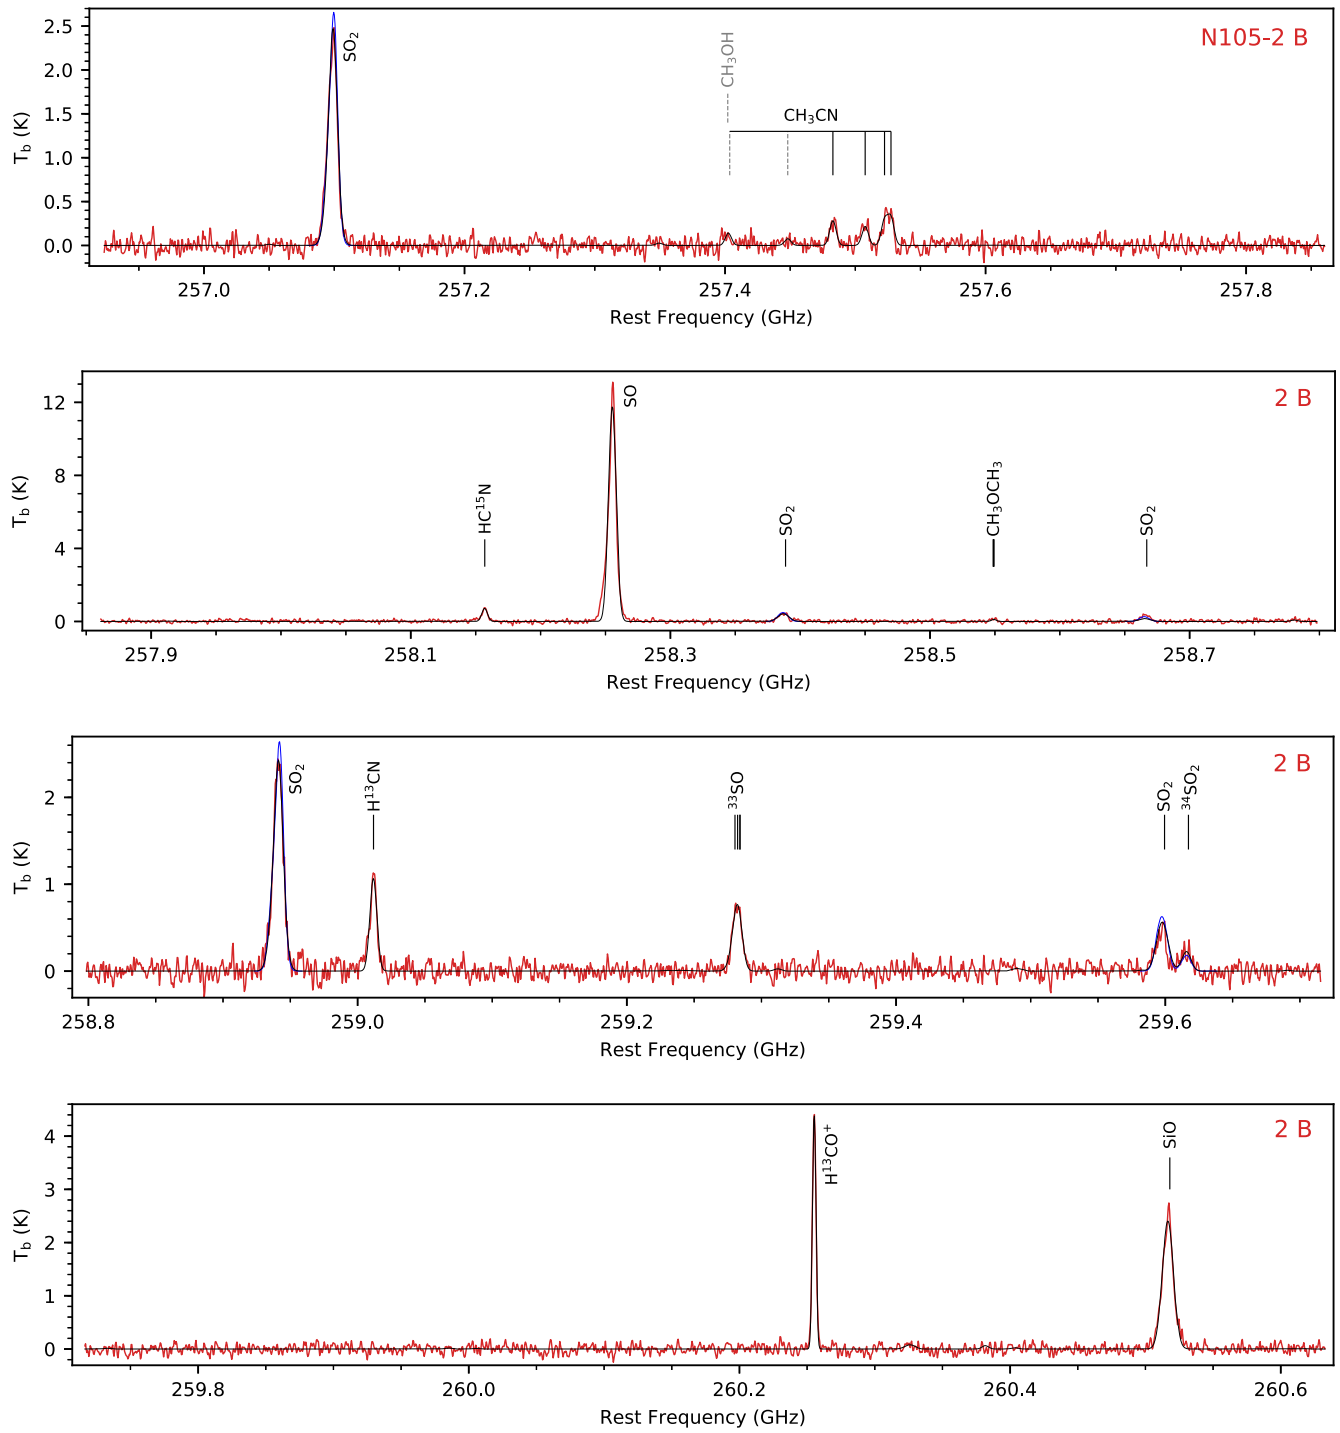 N105-2 B
SO₂
CH₃OH
CH₃CN
T_b (K)
2.5
2.0
1.5
1.0
0.5
0.0
257.0 257.2 257.4 257.6 257.8
Rest Frequency (GHz)
2 B
HC¹⁵N
SO
SO₂
CH₃OCH₃
SO₂
T_b (K)
12
8
4
0
257.9 258.1 258.3 258.5 258.7
Rest Frequency (GHz)
2 B
SO₂
H¹³CN
³³SO
SO₂
³⁴SO₂
T_b (K)
2
1
0
258.8 259.0 259.2 259.4 259.6
Rest Frequency (GHz)
2 B
H¹³CO⁺
SiO
T_b (K)
4
3
2
1
0
259.8 260.0 260.2 260.4 260.6
Rest Frequency (GHz)